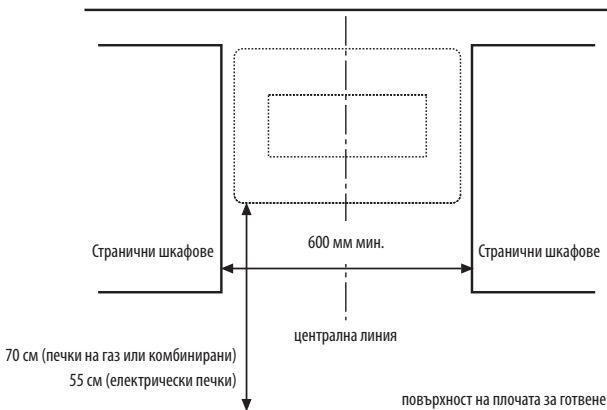 Странични шкафове
600 мм мин.
Странични шкафове
централна линия
70 см (печки на газ или комбинирани)
55 см (електрически печки)
повърхност на плочата за готвене